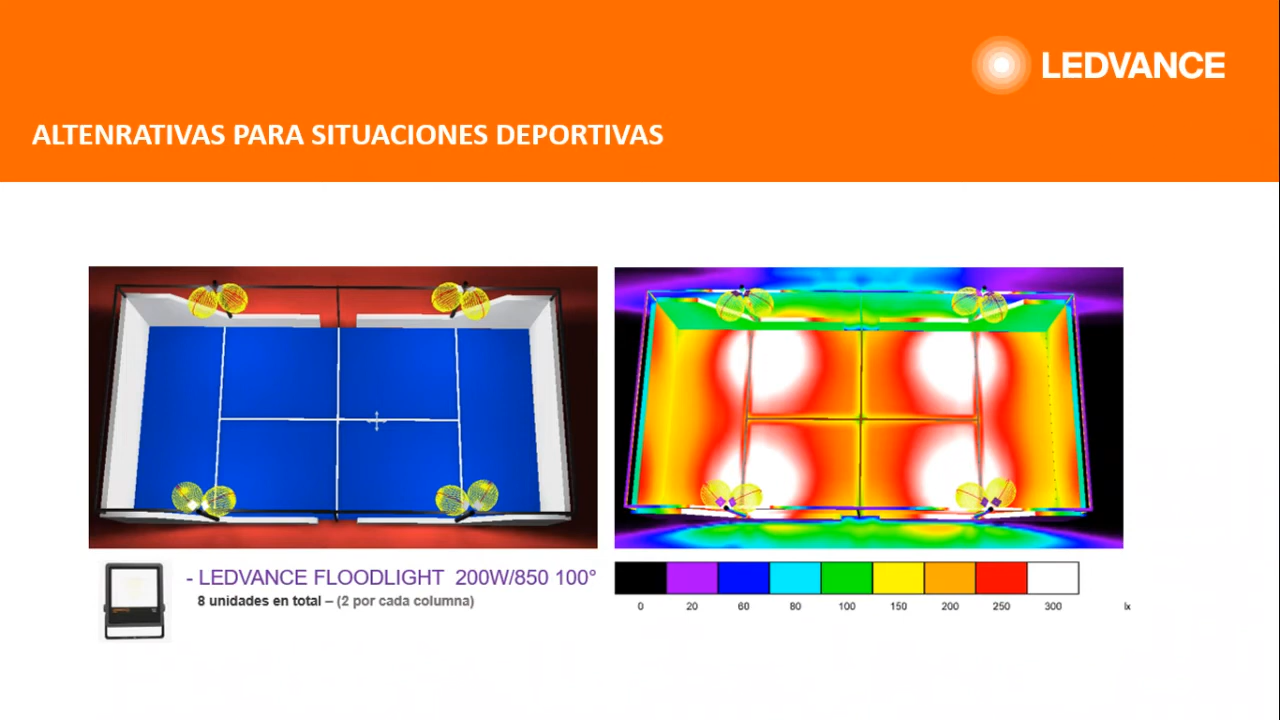 LEDVANCE
ALTENRATIVAS PARA SITUACIONES DEPORTIVAS
- LEDVANCE FLOODLIGHT 200W/850 100°
8 unidades en total – (2 por cada columna)
0 20 60 80 100 150 200 250 300 lx